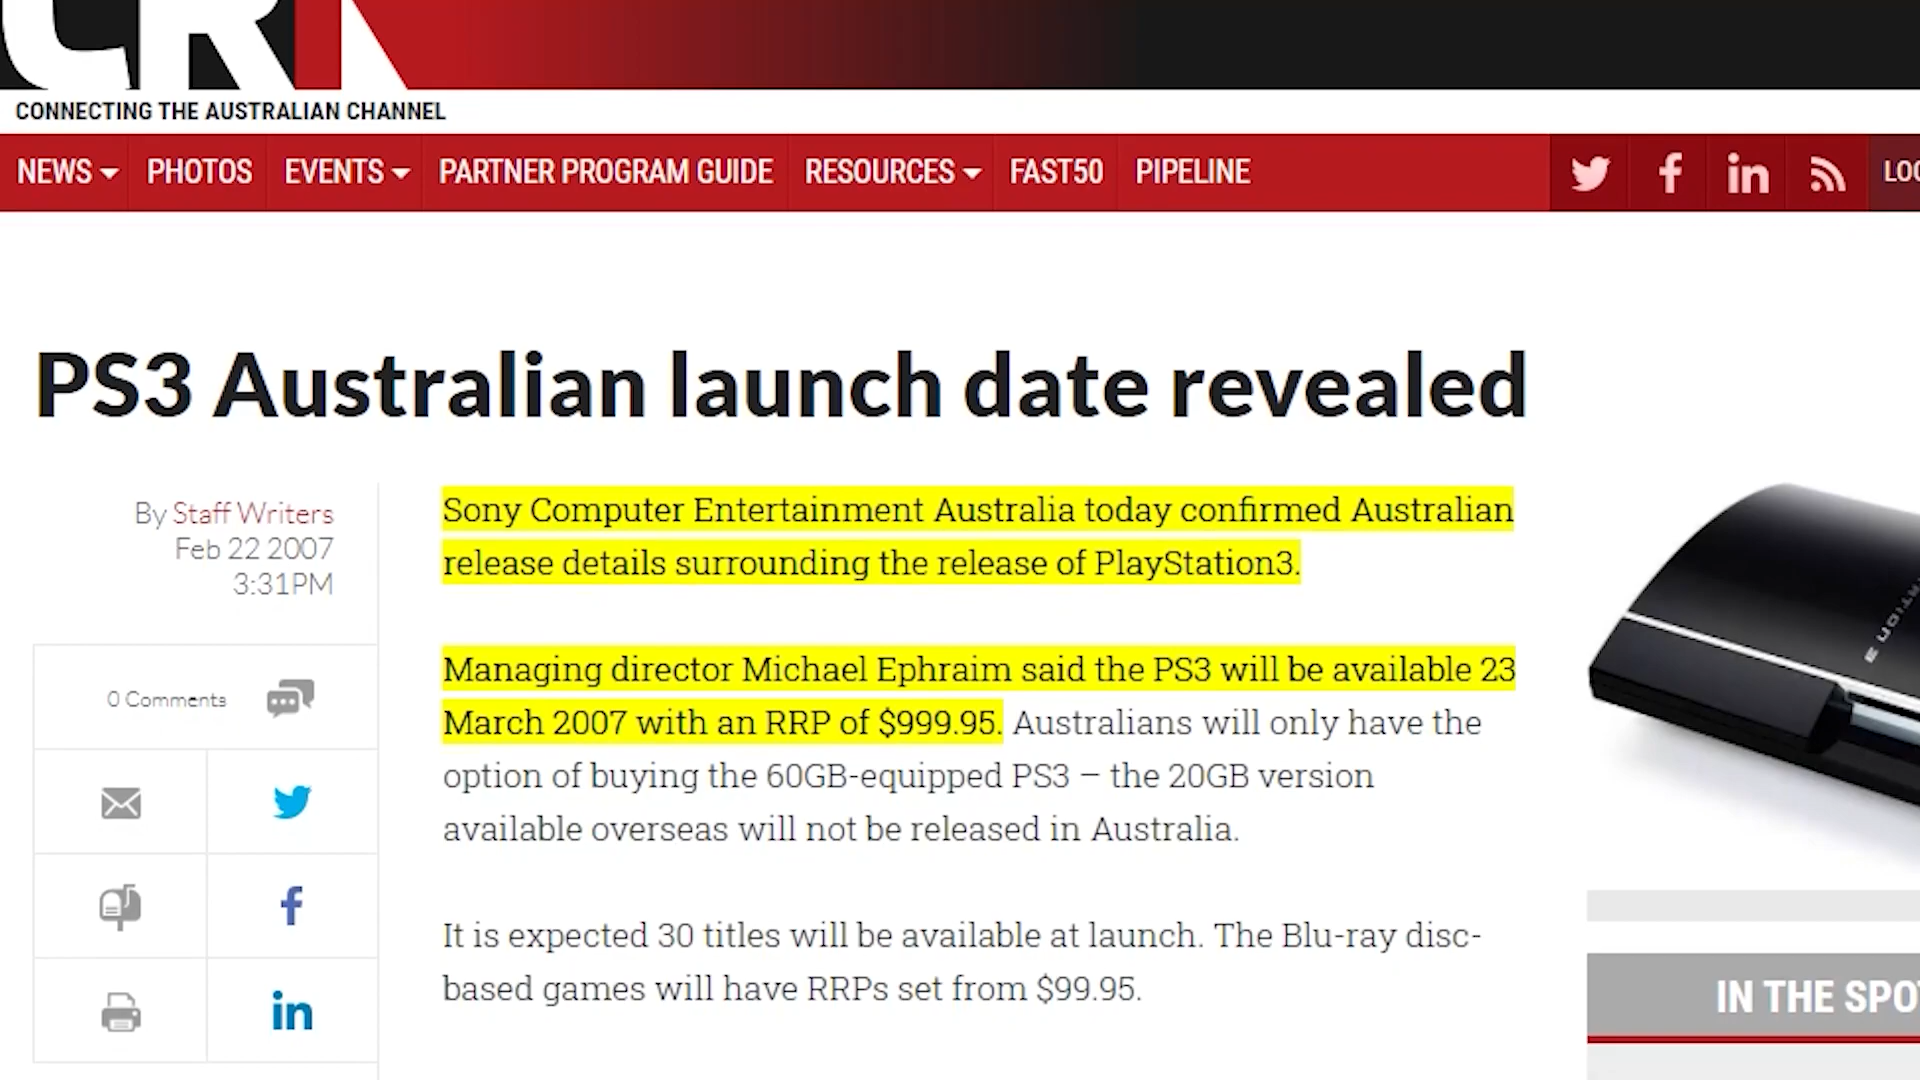 CRN
CONNECTING THE AUSTRALIAN CHANNEL
NEWS PHOTOS EVENTS PARTNER PROGRAM GUIDE RESOURCES FAST50 PIPELINE
PS3 Australian launch date revealed
By Staff Writers
Feb 22 2007
3:31PM
0 Comments
Sony Computer Entertainment Australia today confirmed Australian
release details surrounding the release of PlayStation3.
Managing director Michael Ephraim said the PS3 will be available 23
March 2007 with an RRP of $999.95. Australians will only have the
option of buying the 60GB-equipped PS3 – the 20GB version
available overseas will not be released in Australia.
It is expected 30 titles will be available at launch. The Blu-ray disc-
based games will have RRPs set from $99.95.
IN THE SPO